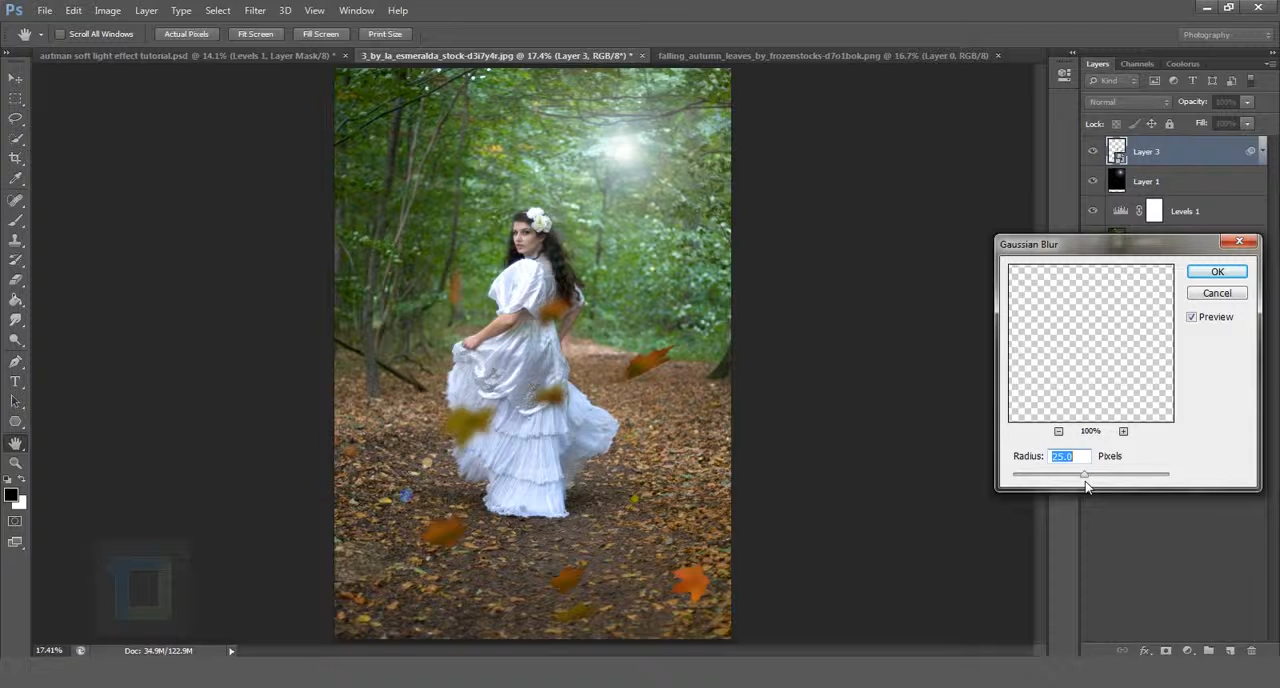 Ps File Edit Image Layer Type Select Filter 3D View Window Help
Scroll All Windows Actual Pixels Fit Screen Fill Screen Print Size Photography
autman soft light effect tutorial.psd @ 14.1% (Levels 1, Layer Mask/8) * × 3_by_la_esmeralda_stock-d3i7y4r.jpg @ 17.4% (Layer 3, RGB/8*) * × falling_autumn_leaves_by_frozenstocks-d7o1bok.png @ 16.7% (Layer 0, RGB/8) ×
Layers Channels Coolorus
Kind
Normal Opacity: 100%
Lock: Fill: 100%
Layer 3
Layer 1
Levels 1
Gaussian Blur
OK
Cancel
Preview
100%
Radius: 25.0 Pixels
17.41% Doc: 34.9M/122.9M